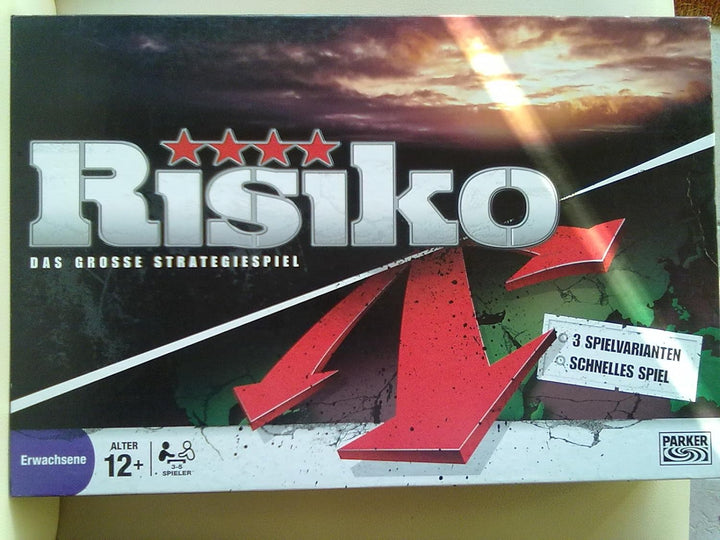 Risiko
DAS GROSSE STRATEGIESPIEL
3 SPIELVARIANTEN
SCHNELLES SPIEL
Erwachsene
ALTER
12+
3-5
SPIELER
PARKER